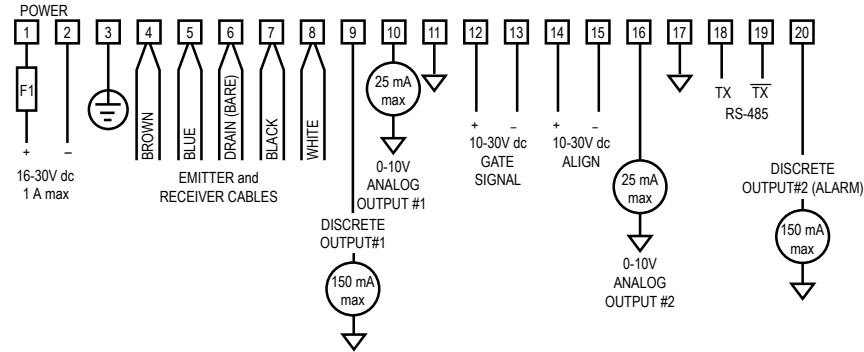 POWER
1 2 3 4 5 6 7 8 9 10 11 12 13 14 15 16 17 18 19 20
F1
+ –
16-30V dc
1 A max
BROWN
BLUE
DRAIN (BARE)
BLACK
WHITE
EMITTER and
RECEIVER CABLES
DISCRETE
OUTPUT#1
150 mA
max
25 mA
max
0-10V
ANALOG
OUTPUT #1
+ –
10-30V dc
GATE
SIGNAL
+ –
10-30V dc
ALIGN
25 mA
max
0-10V
ANALOG
OUTPUT #2
TX TX
RS-485
DISCRETE
OUTPUT#2 (ALARM)
150 mA
max